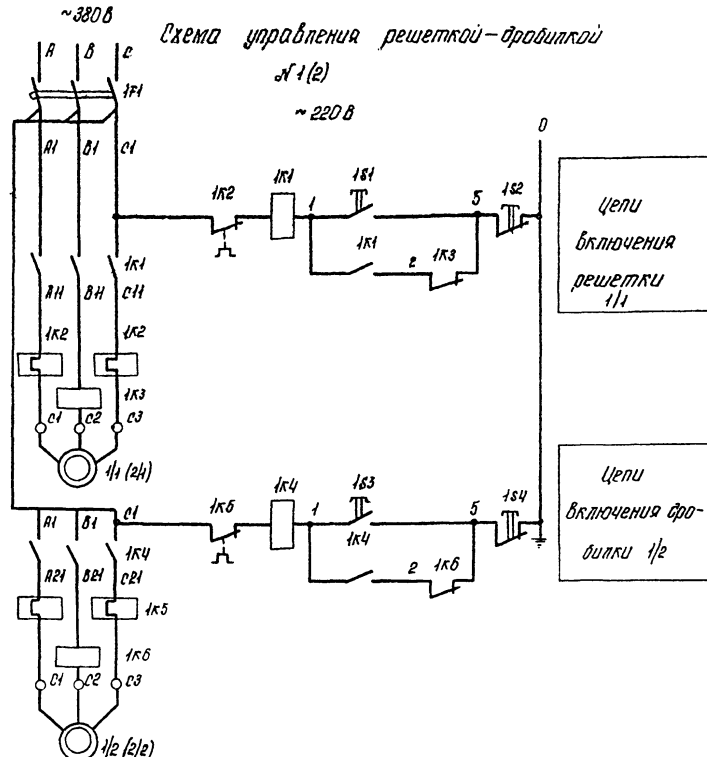 ~380В
Схема управления решеткой-дробилкой
№1(2)
~220В
А В С
1F1
0
А1 В1 С1
1К2 1К1 1 1S1 5 1S2
1К1 2 1К3
Цепи
включения
решетки
1/1
1К1
А11 В11 С11
1К2 1К2
1К3
С1 С2 С3
1/1 (2/1)
А1 В1 С1
1К5 1К4 1 1S3 5 1S4
1К4
2 1К6
Цепи
включения дро-
билки 1/2
1К4
А21 В21 С21
1К5
1К6
С1 С2 С3
1/2 (2/2)